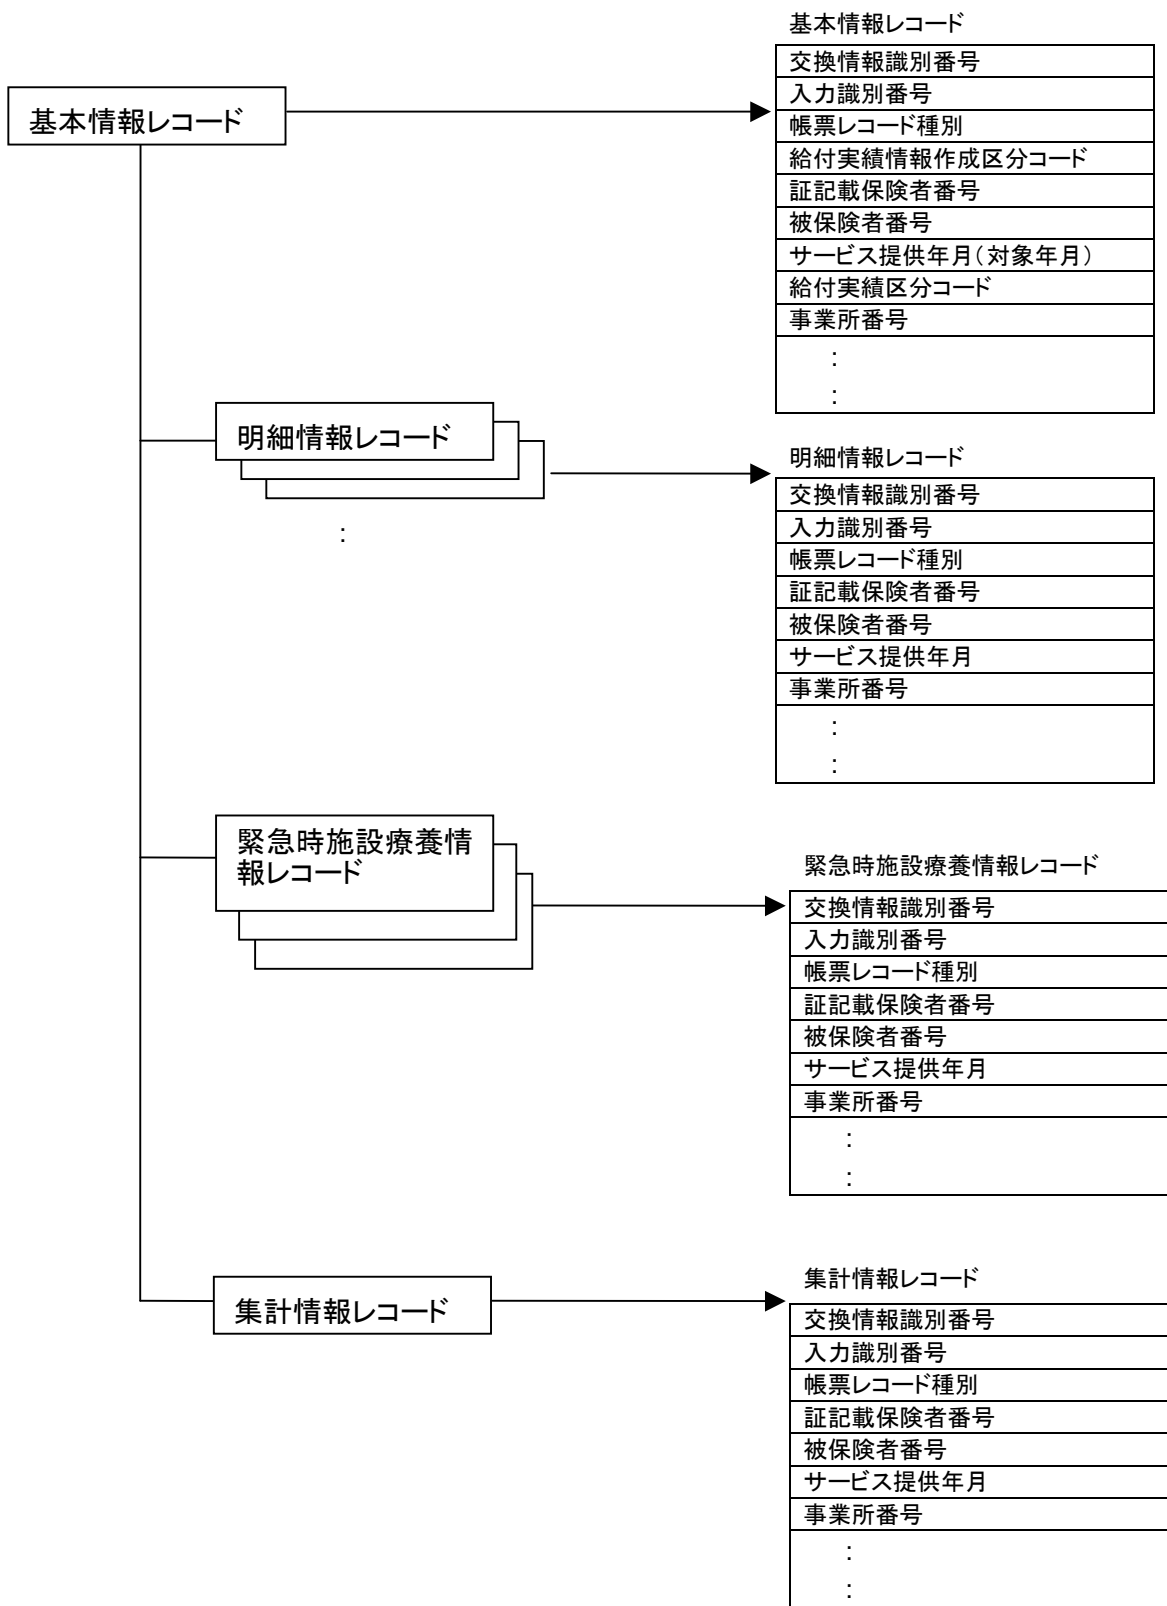 基本情報レコード
基本情報レコード
交換情報識別番号
入力識別番号
帳票レコード種別
給付実績情報作成区分コード
証記載保険者番号
被保険者番号
サービス提供年月(対象年月)
給付実績区分コード
事業所番号
:
:
明細情報レコード
:
明細情報レコード
交換情報識別番号
入力識別番号
帳票レコード種別
証記載保険者番号
被保険者番号
サービス提供年月
事業所番号
:
:
緊急時施設療養情
報レコード
緊急時施設療養情報レコード
交換情報識別番号
入力識別番号
帳票レコード種別
証記載保険者番号
被保険者番号
サービス提供年月
事業所番号
:
:
集計情報レコード
集計情報レコード
交換情報識別番号
入力識別番号
帳票レコード種別
証記載保険者番号
被保険者番号
サービス提供年月
事業所番号
:
: